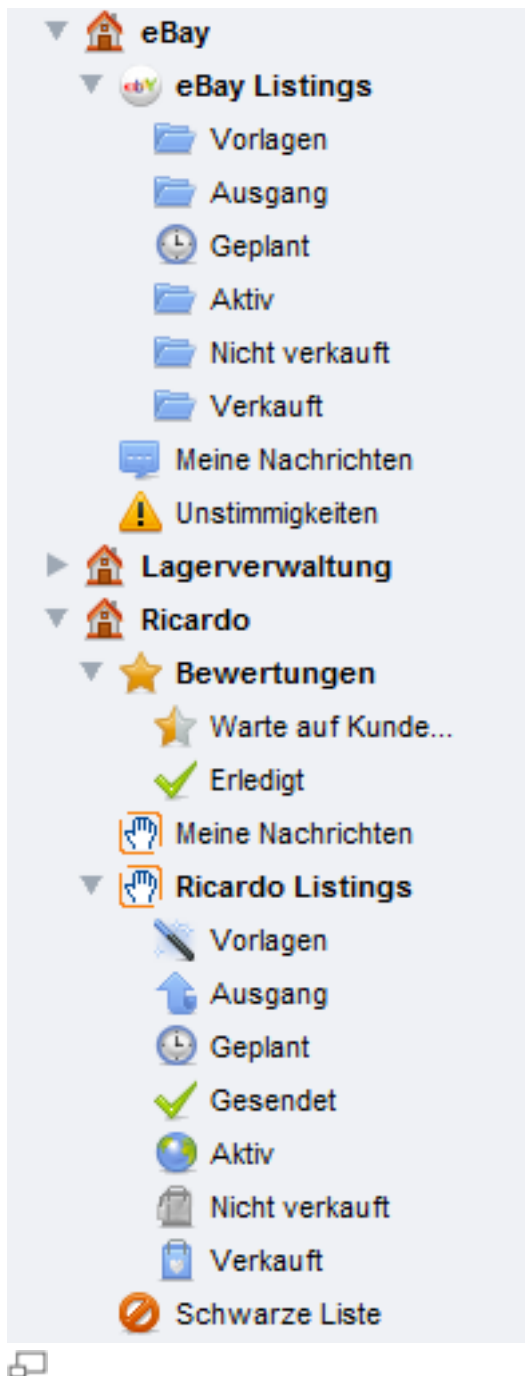 eBay
eBay Listings
Vorlagen
Ausgang
Geplant
Aktiv
Nicht verkauft
Verkauft
Meine Nachrichten
Unstimmigkeiten
Lagerverwaltung
Ricardo
Bewertungen
Warte auf Kunde...
Erledigt
Meine Nachrichten
Ricardo Listings
Vorlagen
Ausgang
Geplant
Gesendet
Aktiv
Nicht verkauft
Verkauft
Schwarze Liste